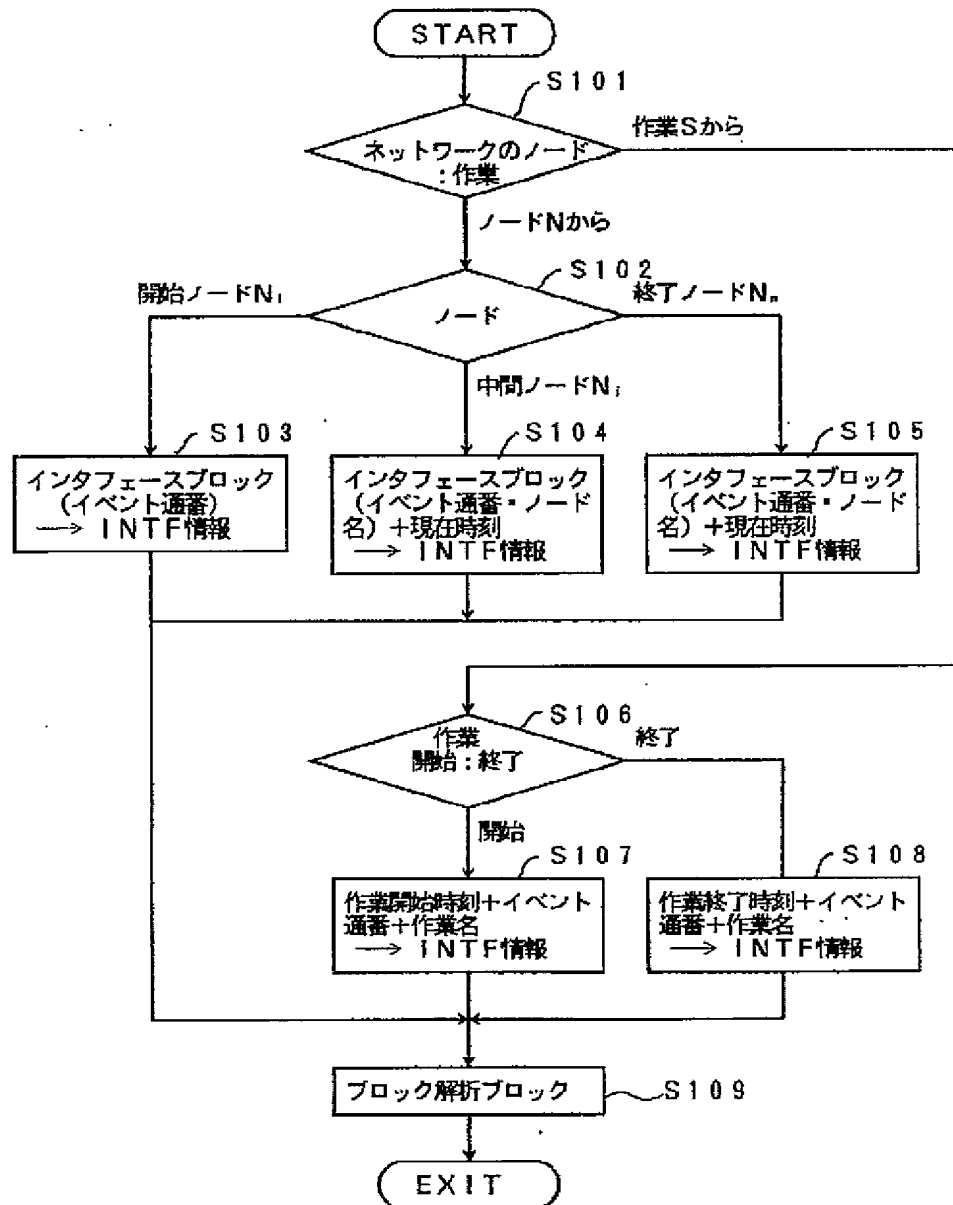 START
S101
ネットワークのノード
:作業
作業Sから
ノードNから
S102
開始ノードN₁
ノード
終了ノードNₙ
中間ノードNᵢ
S103
インタフェースブロック
(イベント通番)
→ INTF情報
S104
インタフェースブロック
(イベント通番・ノード
名)+現在時刻
→ INTF情報
S105
インタフェースブロック
(イベント通番・ノード
名)+現在時刻
→ INTF情報
S106
作業
開始:終了
終了
開始
S107
作業開始時刻+イベント
通番+作業名
→ INTF情報
S108
作業終了時刻+イベント
通番+作業名
→ INTF情報
ブロック解析ブロック
S109
EXIT